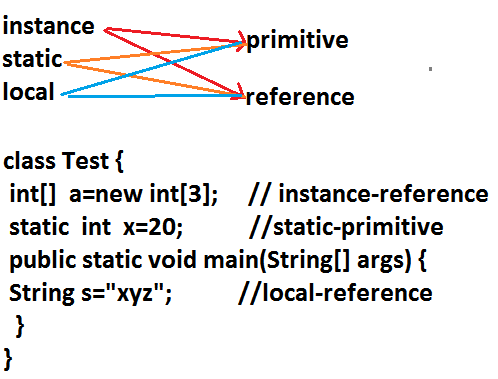 instance
primitive
static
local
reference
class Test {
int[] a=new int[3]; // instance-reference
static int x=20; //static-primitive
public static void main(String[] args) {
String s="xyz"; //local-reference
}
}